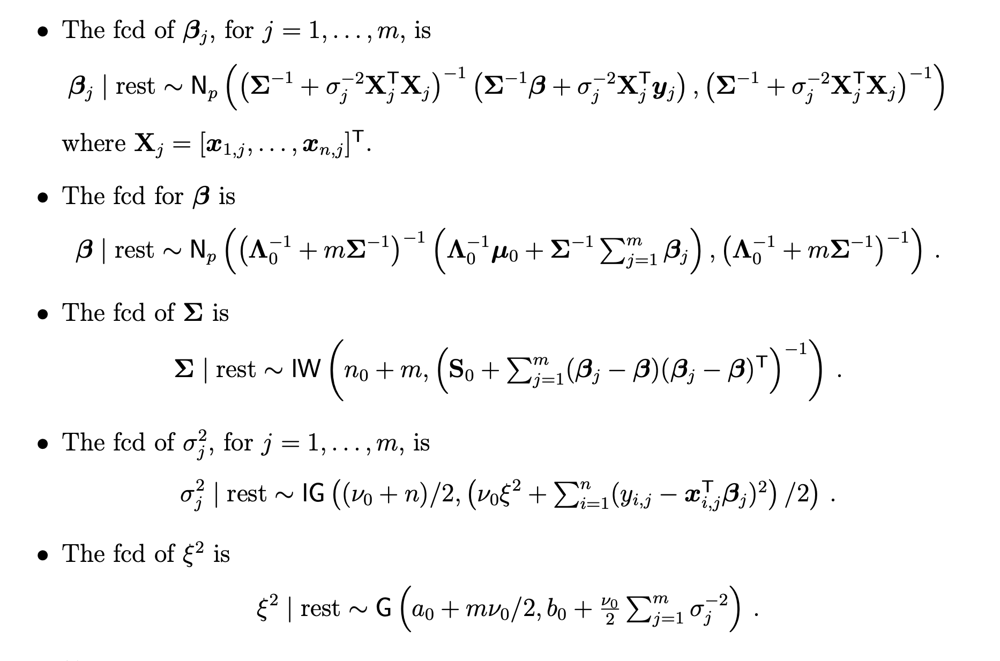 • The fcd of $\boldsymbol{\beta}_j$, for $j = 1, \ldots, m$, is
$\boldsymbol{\beta}_j \mid \text{rest} \sim \mathsf{N}_p\left(\left(\boldsymbol{\Sigma}^{-1} + \sigma_j^{-2}\mathbf{X}_j^{\mathsf{T}}\mathbf{X}_j\right)^{-1}\left(\boldsymbol{\Sigma}^{-1}\boldsymbol{\beta} + \sigma_j^{-2}\mathbf{X}_j^{\mathsf{T}}\boldsymbol{y}_j\right), \left(\boldsymbol{\Sigma}^{-1} + \sigma_j^{-2}\mathbf{X}_j^{\mathsf{T}}\mathbf{X}_j\right)^{-1}\right)$
where $\mathbf{X}_j = [\boldsymbol{x}_{1,j}, \ldots, \boldsymbol{x}_{n,j}]^{\mathsf{T}}$.
• The fcd for $\boldsymbol{\beta}$ is
$\boldsymbol{\beta} \mid \text{rest} \sim \mathsf{N}_p\left(\left(\boldsymbol{\Lambda}_0^{-1} + m\boldsymbol{\Sigma}^{-1}\right)^{-1}\left(\boldsymbol{\Lambda}_0^{-1}\boldsymbol{\mu}_0 + \boldsymbol{\Sigma}^{-1}\sum_{j=1}^{m}\boldsymbol{\beta}_j\right), \left(\boldsymbol{\Lambda}_0^{-1} + m\boldsymbol{\Sigma}^{-1}\right)^{-1}\right).$
• The fcd of $\boldsymbol{\Sigma}$ is
$\boldsymbol{\Sigma} \mid \text{rest} \sim \mathsf{IW}\left(n_0 + m, \left(\mathbf{S}_0 + \sum_{j=1}^{m}(\boldsymbol{\beta}_j - \boldsymbol{\beta})(\boldsymbol{\beta}_j - \boldsymbol{\beta})^{\mathsf{T}}\right)^{-1}\right).$
• The fcd of $\sigma_j^2$, for $j = 1, \ldots, m$, is
$\sigma_j^2 \mid \text{rest} \sim \mathsf{IG}\left((\nu_0 + n)/2, \left(\nu_0\xi^2 + \sum_{i=1}^{n}(y_{i,j} - \boldsymbol{x}_{i,j}^{\mathsf{T}}\boldsymbol{\beta}_j)^2\right)/2\right).$
• The fcd of $\xi^2$ is
$\xi^2 \mid \text{rest} \sim \mathsf{G}\left(a_0 + m\nu_0/2, b_0 + \frac{\nu_0}{2}\sum_{j=1}^{m}\sigma_j^{-2}\right).$